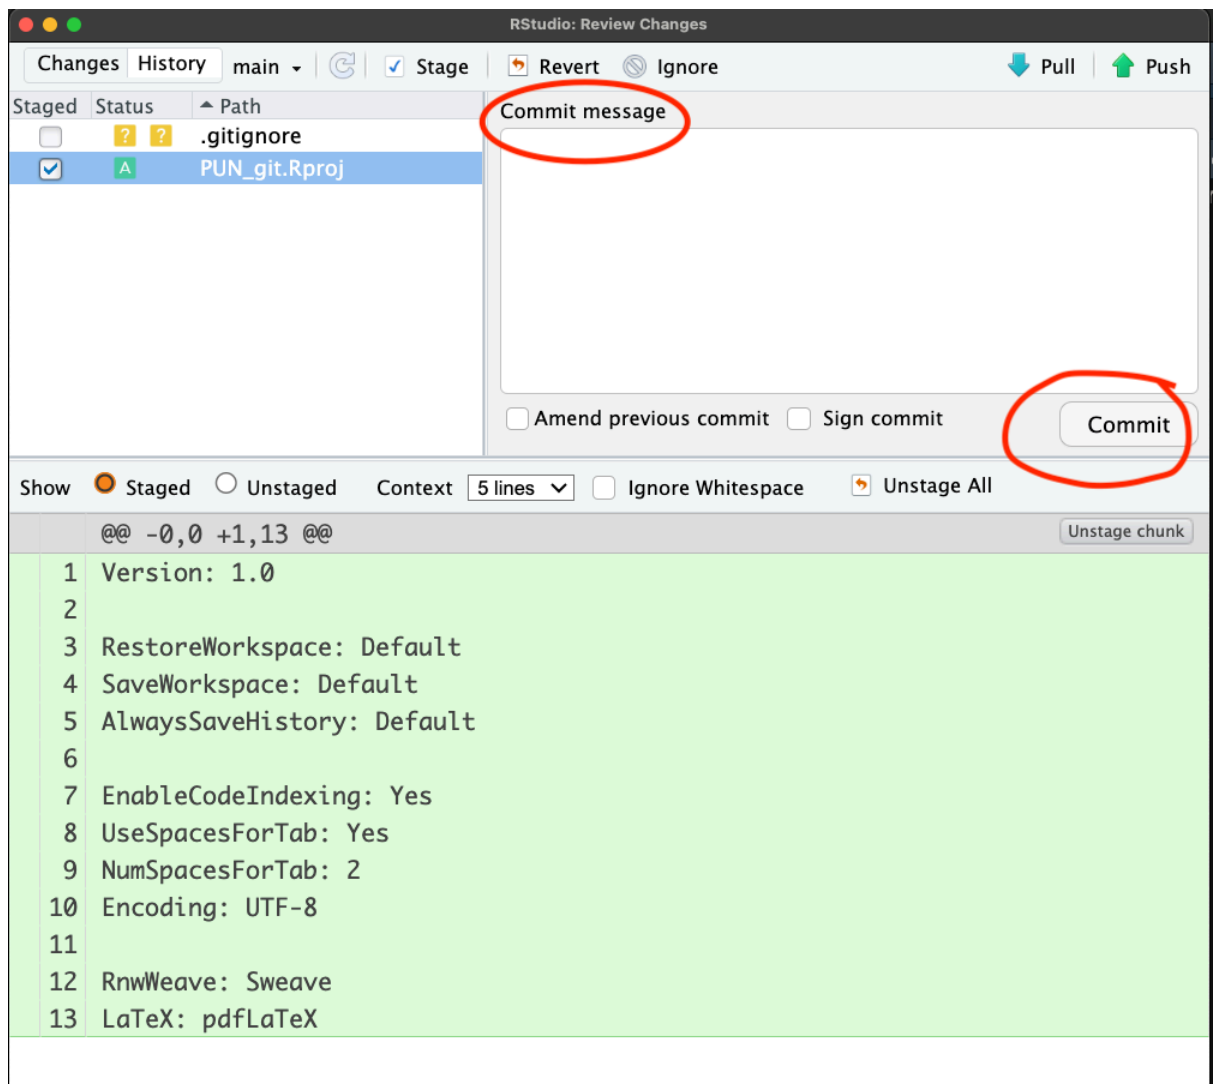 RStudio: Review Changes
Changes History main Stage Revert Ignore Pull Push
Staged Status Path
? ? .gitignore
A PUN_git.Rproj
Commit message
Amend previous commit Sign commit Commit
Show Staged Unstaged Context 5 lines Ignore Whitespace Unstage All
@@ -0,0 +1,13 @@ Unstage chunk
1 Version: 1.0
2
3 RestoreWorkspace: Default
4 SaveWorkspace: Default
5 AlwaysSaveHistory: Default
6
7 EnableCodeIndexing: Yes
8 UseSpacesForTab: Yes
9 NumSpacesForTab: 2
10 Encoding: UTF-8
11
12 RnwWeave: Sweave
13 LaTeX: pdfLaTeX